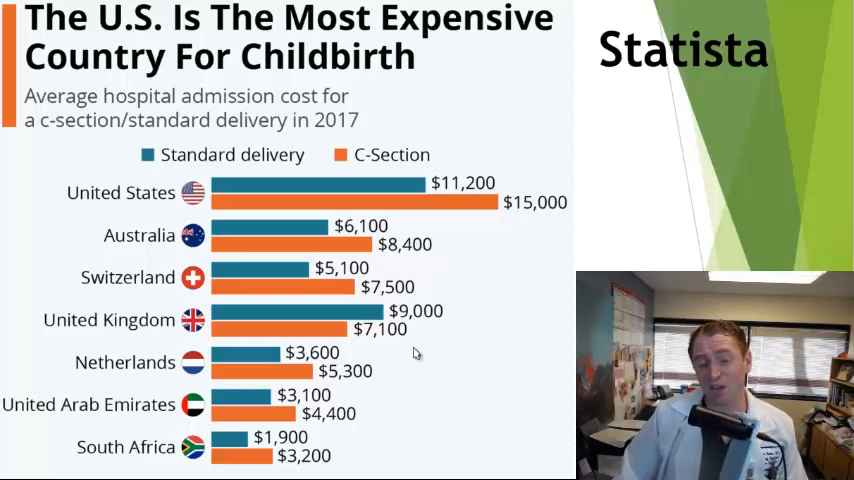 The U.S. Is The Most Expensive
Country For Childbirth
Average hospital admission cost for
a c-section/standard delivery in 2017
Standard delivery
C-Section
United States
$11,200
$15,000
Australia
$6,100
$8,400
Switzerland
$5,100
$7,500
United Kingdom
$9,000
$7,100
Netherlands
$3,600
$5,300
United Arab Emirates
$3,100
$4,400
South Africa
$1,900
$3,200
Statista